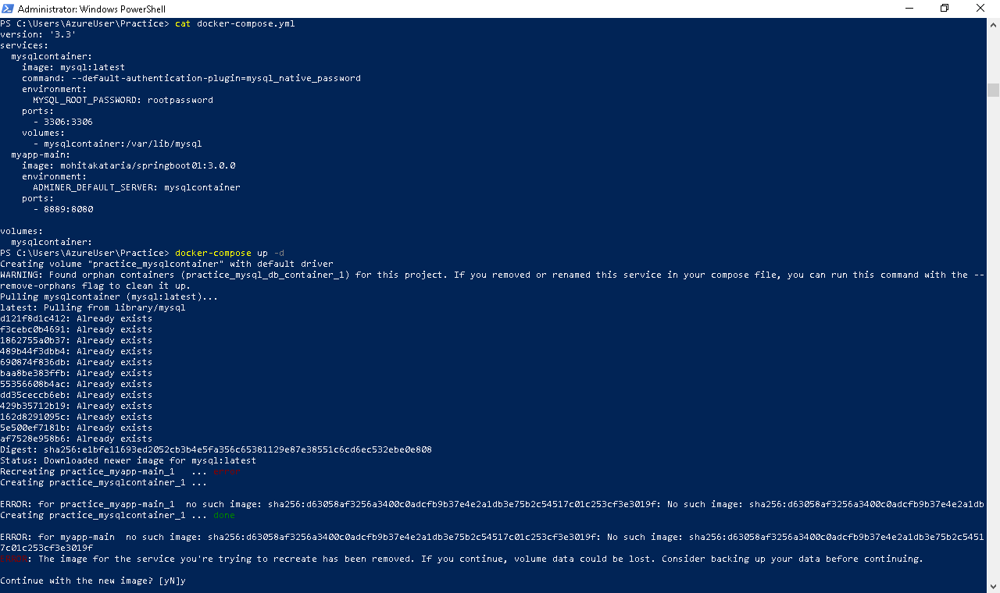 Administrator: Windows PowerShell
PS C:\Users\AzureUser\Practice> cat docker-compose.yml
version: '3.3'
services:
  mysqlcontainer:
    image: mysql:latest
    command: --default-authentication-plugin=mysql_native_password
    environment:
      MYSQL_ROOT_PASSWORD: rootpassword
    ports:
      - 3306:3306
    volumes:
      - mysqlcontainer:/var/lib/mysql
  myapp-main:
    image: mohitakataria/springboot01:3.0.0
    environment:
      ADMINER_DEFAULT_SERVER: mysqlcontainer
    ports:
      - 8889:8080
volumes:
  mysqlcontainer:
PS C:\Users\AzureUser\Practice> docker-compose up -d
Creating volume "practice_mysqlcontainer" with default driver
WARNING: Found orphan containers (practice_mysql_db_container_1) for this project. If you removed or renamed this service in your compose file, you can run this command with the --
remove-orphans flag to clean it up.
Pulling mysqlcontainer (mysql:latest)...
latest: Pulling from library/mysql
d121f8d1c412: Already exists
f3cebc0b4691: Already exists
1862755a0b37: Already exists
489b44f3dbb4: Already exists
690874f836db: Already exists
baa8be383ffb: Already exists
55356608b4ac: Already exists
dd35ceccb6eb: Already exists
429b35712b19: Already exists
162d8291095c: Already exists
5e500ef7181b: Already exists
af7528e958b6: Already exists
Digest: sha256:e1bfe11693ed2052cb3b4e5fa356c65381129e87e38551c6cd6ec532ebe0e808
Status: Downloaded newer image for mysql:latest
Recreating practice_myapp-main_1   ... error
Creating practice_mysqlcontainer_1 ...
ERROR: for practice_myapp-main_1  no such image: sha256:d63058af3256a3400c0adcfb9b37e4e2a1db3e75b2c54517c01c253cf3e3019f: No such image: sha256:d63058af3256a3400c0adcfb9b37e4e2a1db
Creating practice_mysqlcontainer_1 ... done
ERROR: for myapp-main  no such image: sha256:d63058af3256a3400c0adcfb9b37e4e2a1db3e75b2c54517c01c253cf3e3019f: No such image: sha256:d63058af3256a3400c0adcfb9b37e4e2a1db3e75b2c5451
7c01c253cf3e3019f
ERROR: The image for the service you're trying to recreate has been removed. If you continue, volume data could be lost. Consider backing up your data before continuing.
Continue with the new image? [yN]y